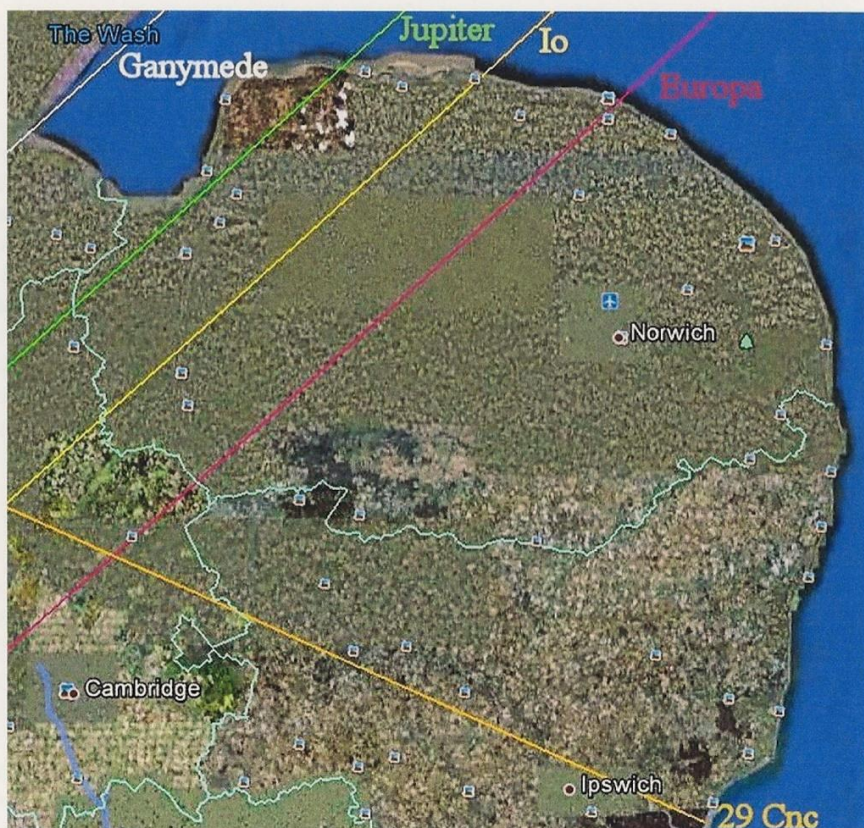 The Wash
Ganymede
Jupiter
Io
Europa
Norwich
Cambridge
Ipswich
29 Cnc